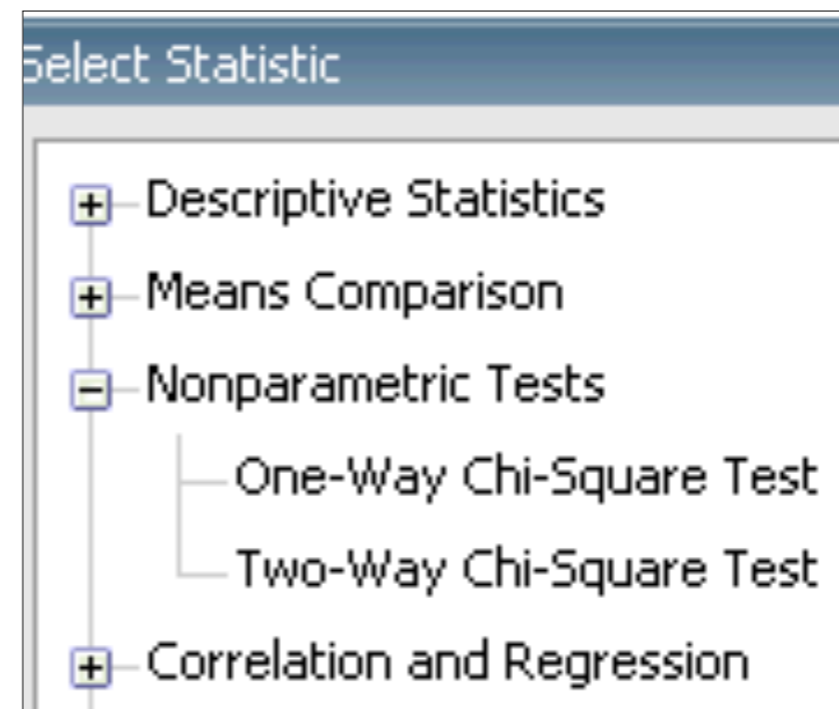 Select Statistic
Descriptive Statistics
Means Comparison
Nonparametric Tests
One-Way Chi-Square Test
Two-Way Chi-Square Test
Correlation and Regression